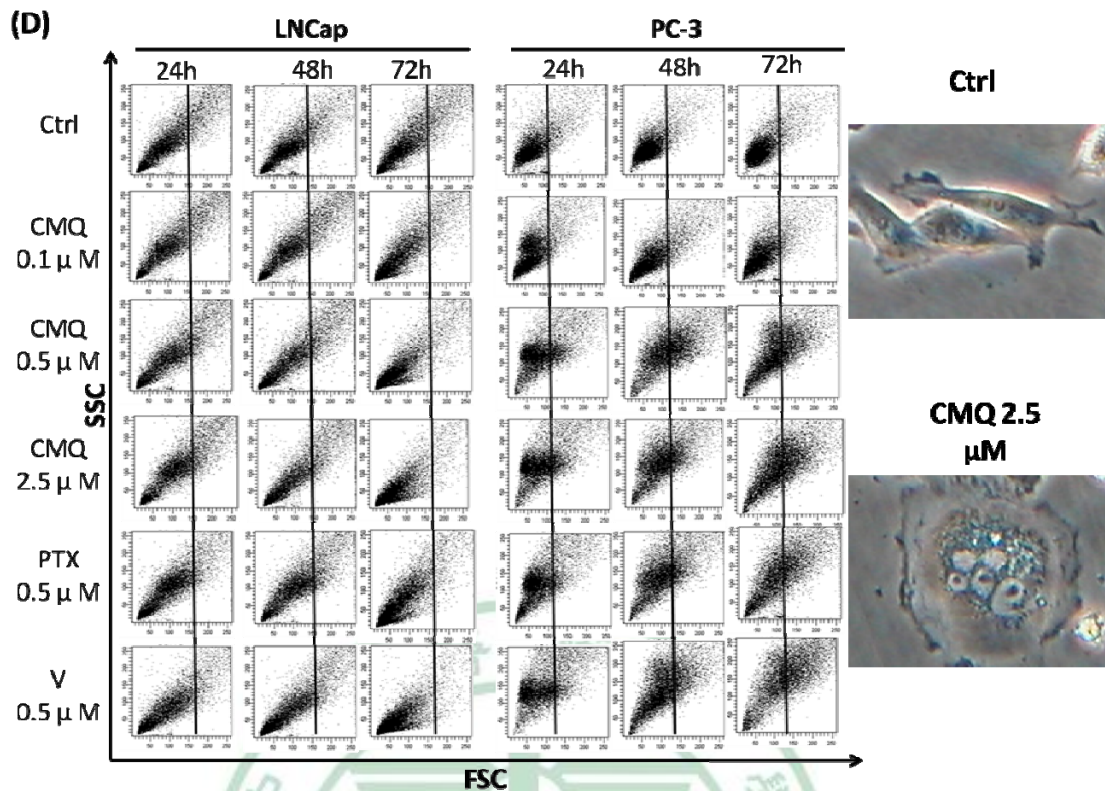 (D)
LNCap PC-3
24h 48h 72h 24h 48h 72h
Ctrl
Ctrl
CMQ
0.1 µ M
CMQ
0.5 µ M
SSC
CMQ
2.5 µ M
CMQ 2.5
µM
PTX
0.5 µ M
V
0.5 µ M
FSC